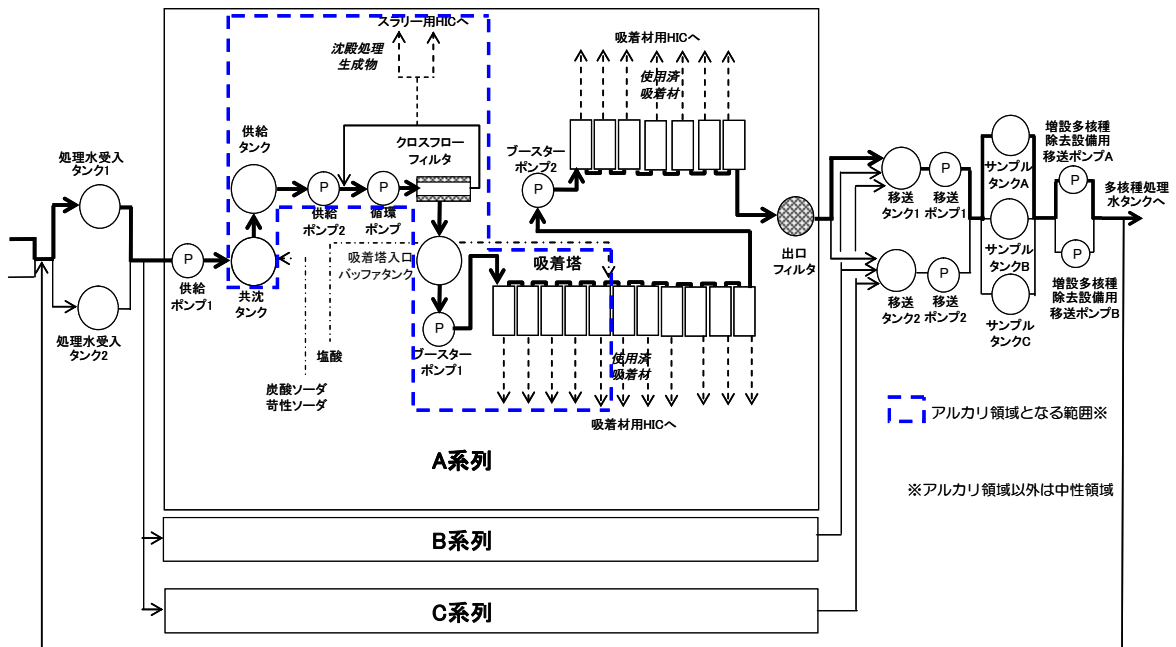 スラリー用HICへ
沈殿処理
生成物
吸着材用HICへ
使用済
吸着材
処理水受入
タンク1
供給
タンク
クロスフロー
フィルタ
ブースター
ポンプ2
P
P
P
供給
ポンプ2
循環
ポンプ
P
供給
ポンプ1
共沈
タンク
吸着塔入口
バッファタンク
吸着塔
出口
フィルタ
処理水受入
タンク2
塩酸
炭酸ソーダ
苛性ソーダ
P
ブースター
ポンプ1
使用済
吸着材
吸着材用HICへ
A系列
B系列
C系列
P
移送
タンク1
移送
ポンプ1
P
移送
タンク2
移送
ポンプ2
サンプル
タンクA
サンプル
タンクB
サンプル
タンクC
増設多核種
除去設備用
移送ポンプA
P
P
増設多核種
除去設備用
移送ポンプB
多核種処理
水タンクへ
アルカリ領域となる範囲※
※アルカリ領域以外は中性領域